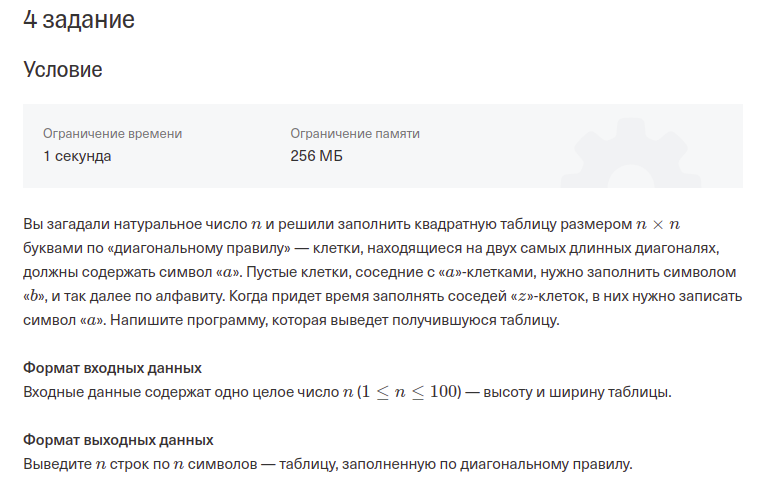 4 задание
Условие
Ограничение времени
Ограничение памяти
1 секунда
256 МБ
Вы загадали натуральное число n и решили заполнить квадратную таблицу размером n × n
буквами по «диагональному правилу» — клетки, находящиеся на двух самых длинных диагоналях,
должны содержать символ «a». Пустые клетки, соседние с «a»-клетками, нужно заполнить символом
«b», и так далее по алфавиту. Когда придет время заполнять соседей «z»-клеток, в них нужно записать
символ «a». Напишите программу, которая выведет получившуюся таблицу.
Формат входных данных
Входные данные содержат одно целое число n (1 ≤ n ≤ 100) — высоту и ширину таблицы.
Формат выходных данных
Выведите n строк по n символов — таблицу, заполненную по диагональному правилу.